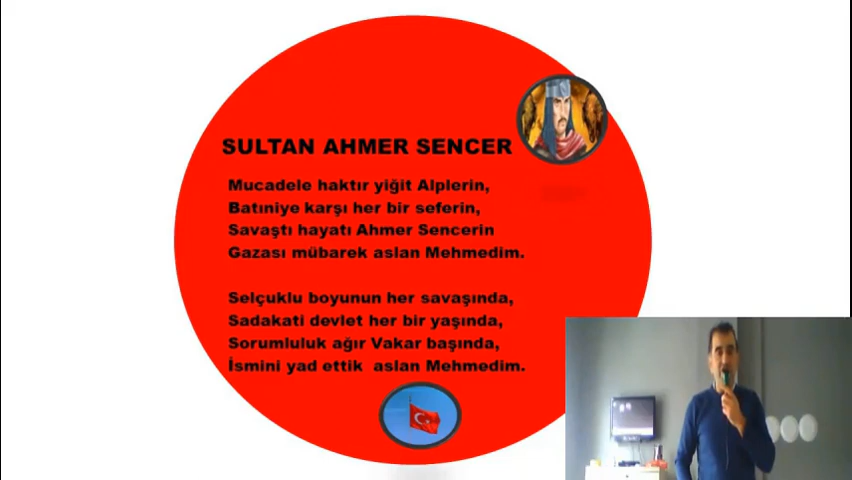 SULTAN AHMER SENCER
Mucadele haktır yiğit Alplerin,
Batıniye karşı her bir seferin,
Savaştı hayatı Ahmer Sencerin
Gazası mübarek aslan Mehmedim.
Selçuklu boyunun her savaşında,
Sadakati devlet her bir yaşında,
Sorumluluk ağır Vakar başında,
İsmini yad ettik aslan Mehmedim.